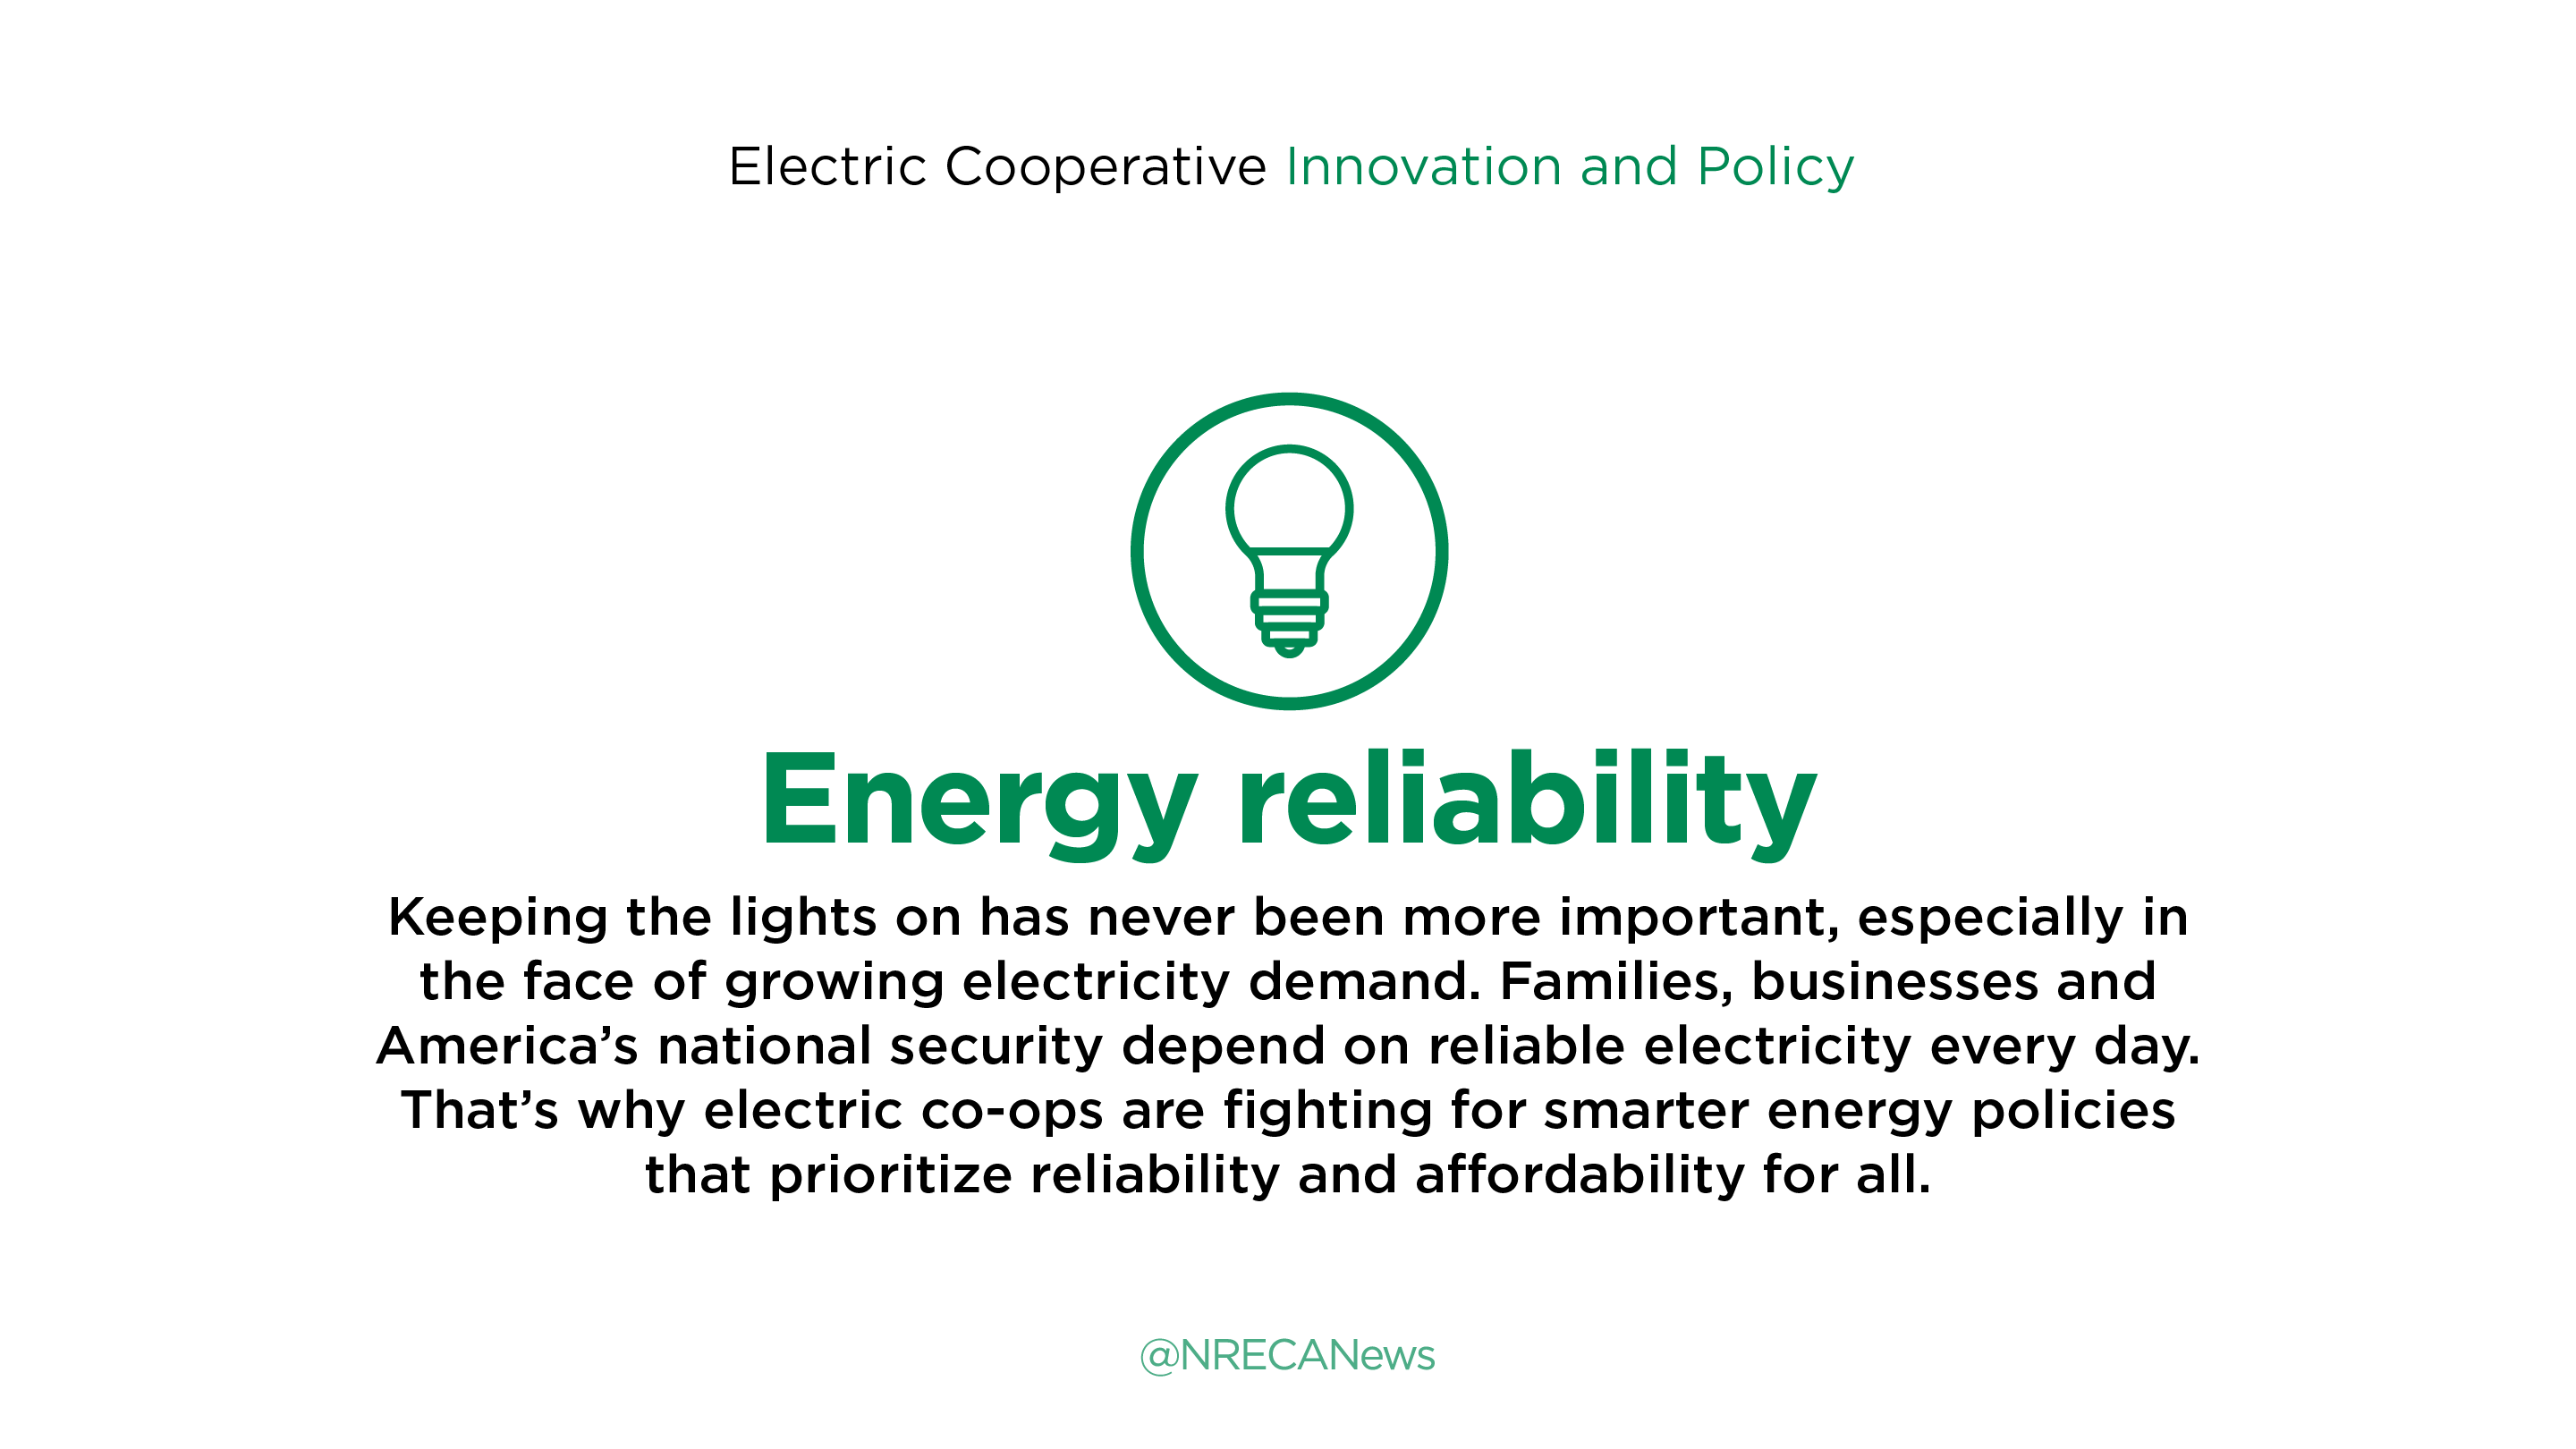 Electric Cooperative Innovation and Policy
Energy reliability
Keeping the lights on has never been more important, especially in
the face of growing electricity demand. Families, businesses and
America’s national security depend on reliable electricity every day.
That’s why electric co-ops are fighting for smarter energy policies
that prioritize reliability and affordability for all.
@NRECANews